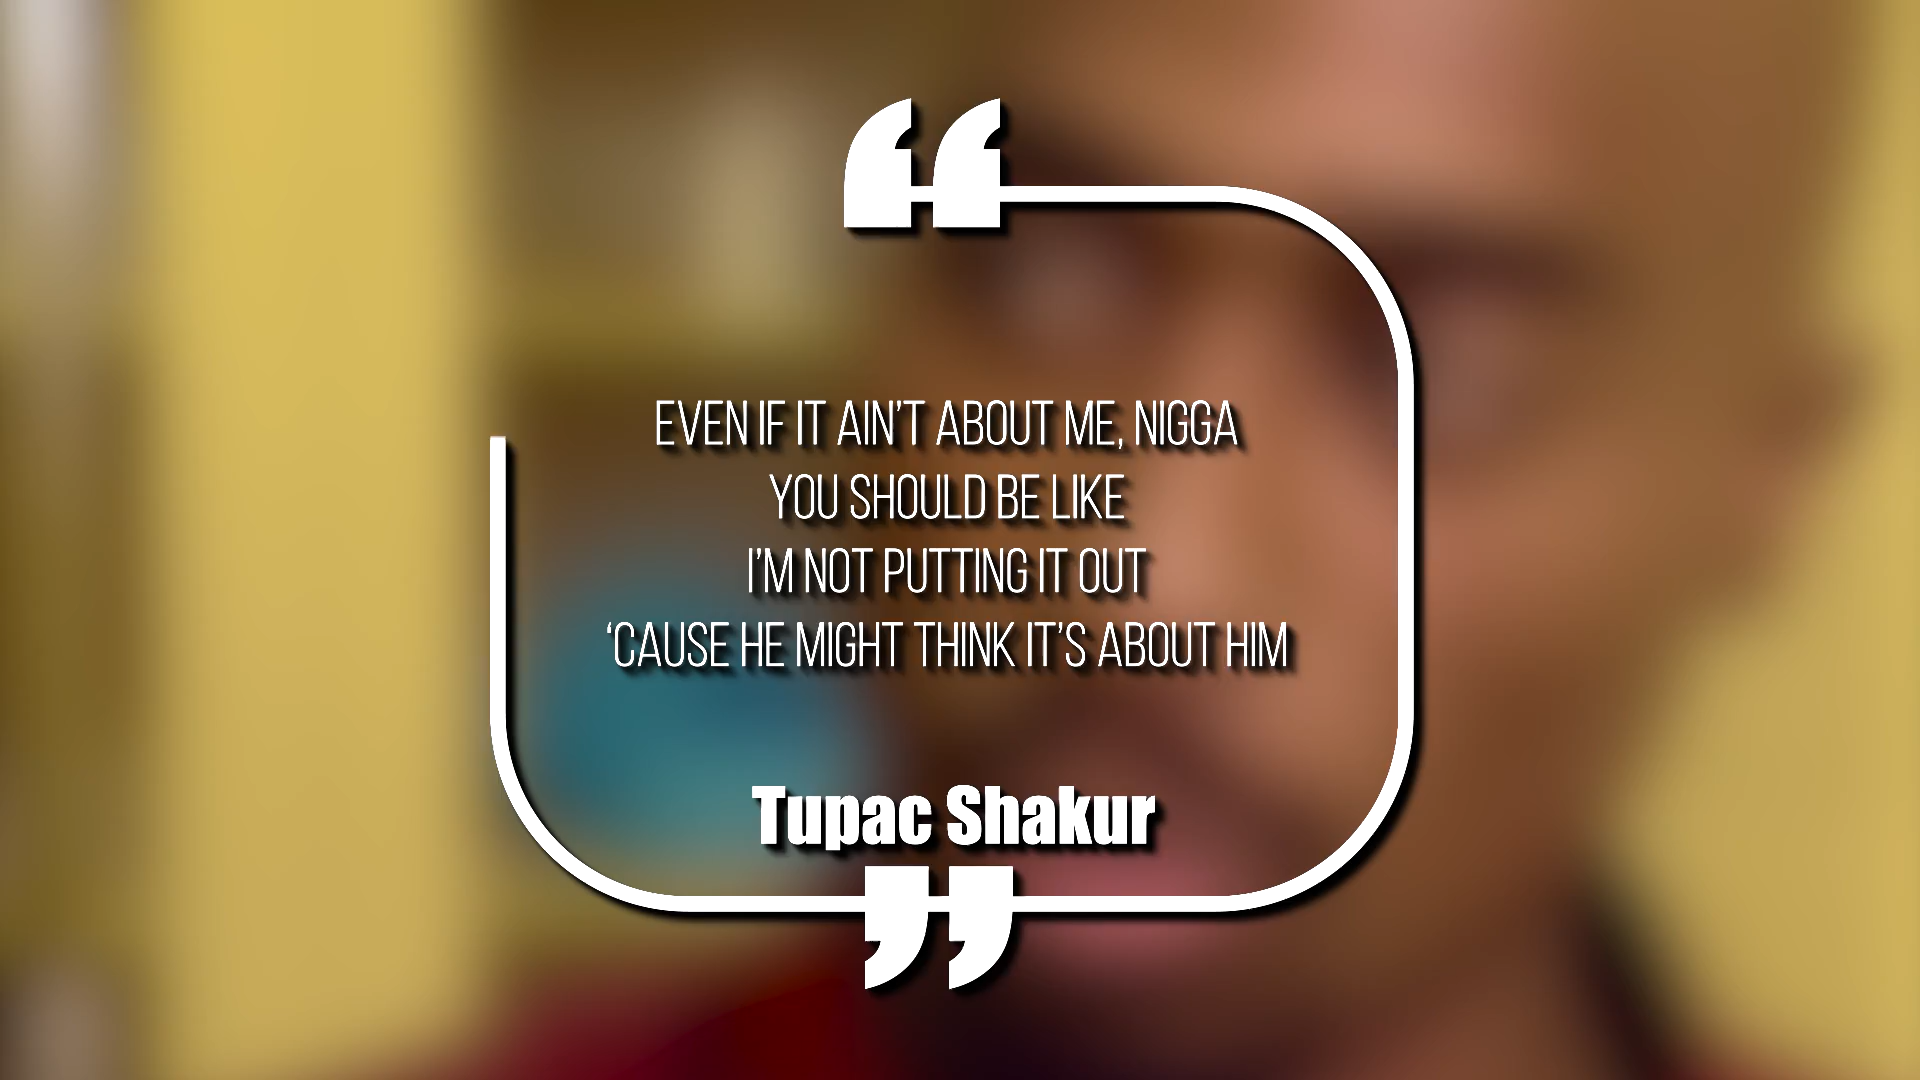 “
EVEN IF IT AIN’T ABOUT ME, NIGGA
YOU SHOULD BE LIKE
I’M NOT PUTTING IT OUT
‘CAUSE HE MIGHT THINK IT’S ABOUT HIM
Tupac Shakur
”